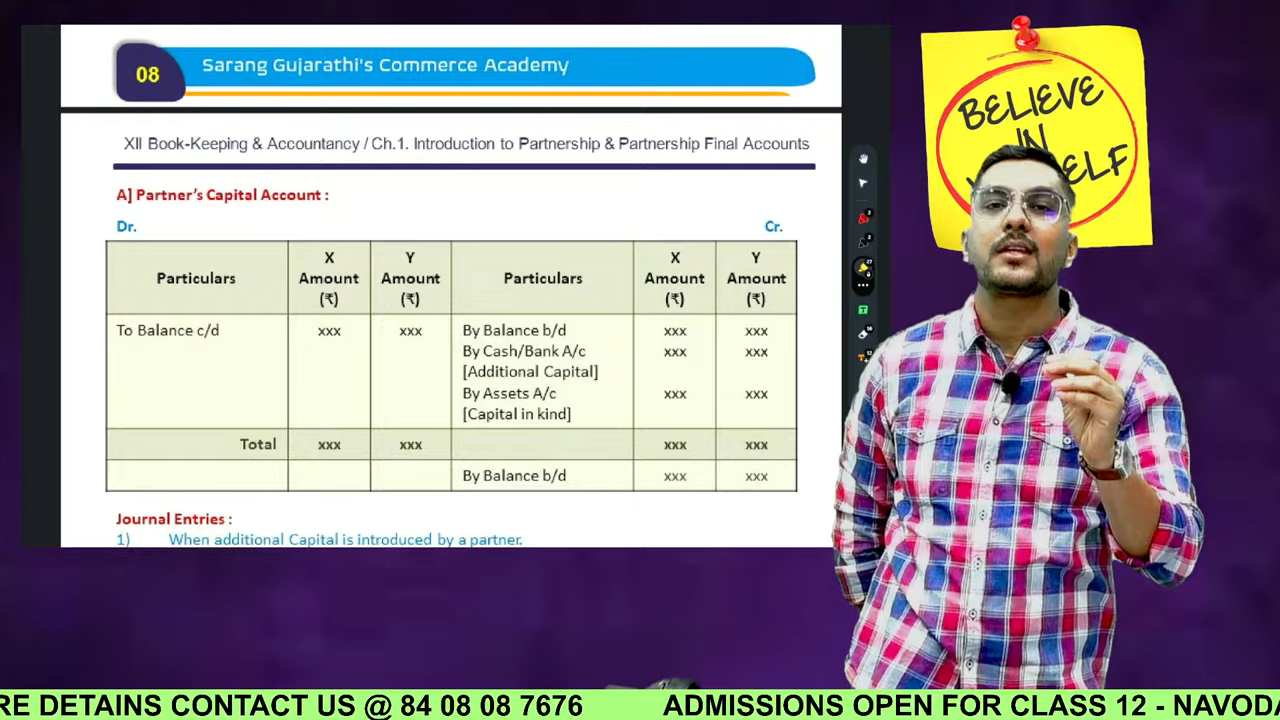 08
Sarang Gujarathi's Commerce Academy
XII Book-Keeping & Accountancy / Ch.1. Introduction to Partnership & Partnership Final Accounts
A] Partner's Capital Account :
Dr. Cr.
Particulars X Amount (₹) Y Amount (₹) Particulars X Amount (₹) Y Amount (₹)
To Balance c/d xxx xxx By Balance b/d xxx xxx
By Cash/Bank A/c xxx xxx
[Additional Capital]
By Assets A/c xxx xxx
[Capital in kind]
Total xxx xxx xxx xxx
By Balance b/d xxx xxx
Journal Entries :
1) When additional Capital is introduced by a partner.
BELIEVE
IN
ELF
RE DETAINS CONTACT US @ 84 08 08 7676 ADMISSIONS OPEN FOR CLASS 12 - NAVODA